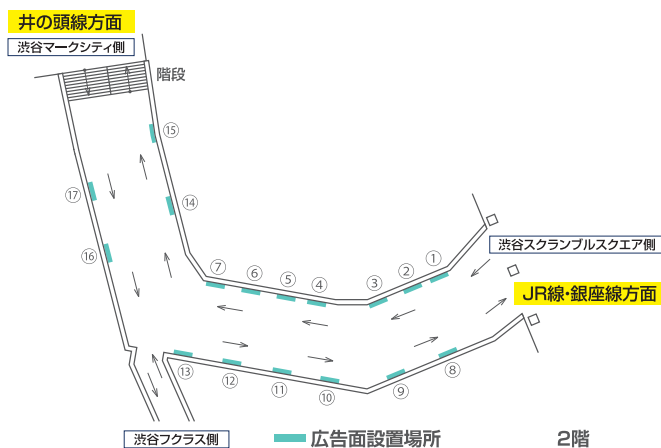 井の頭線方面
渋谷マークシティ側
階段
⑮
⑰
⑭
⑯
⑦
⑥
⑤
④
③
②
①
渋谷スクランブルスクエア側
JR線・銀座線方面
⑬
⑫
⑪
⑩
⑨
⑧
渋谷フクラス側
広告面設置場所
2階